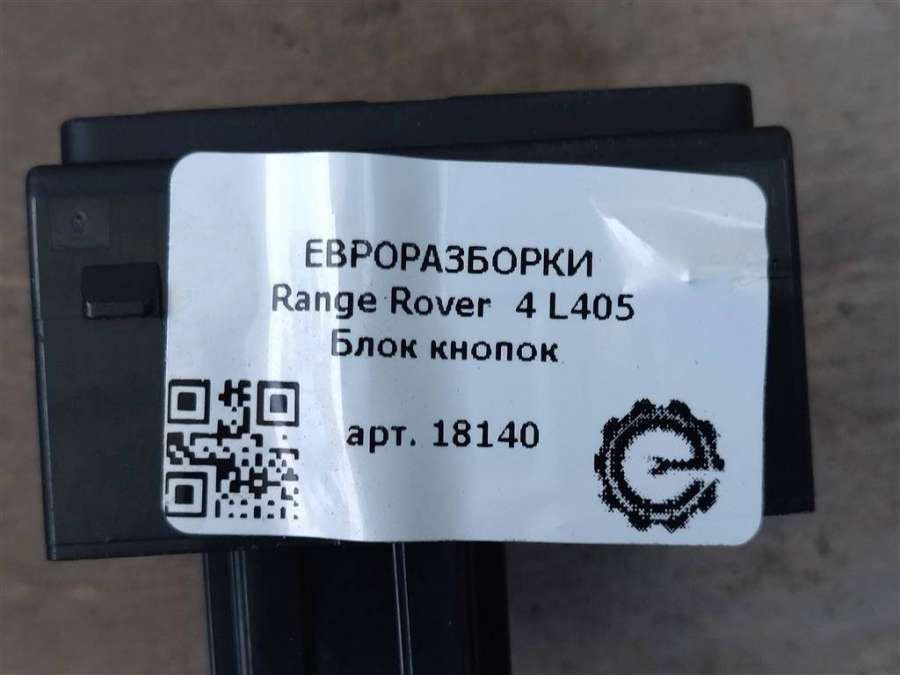 ЕВРОРАЗБОРКИ
Range Rover 4 L405
Блок кнопок
арт. 18140